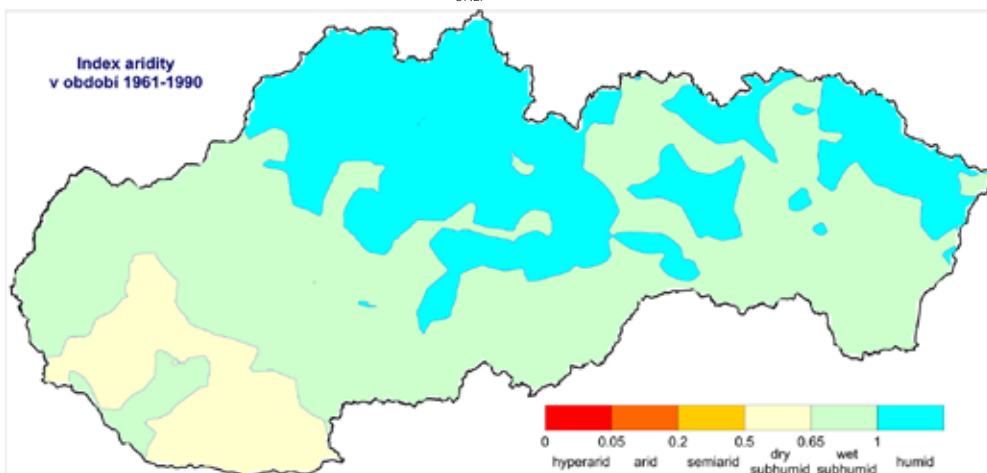 Index aridity
v období 1961-1990
0 0.05 0.2 0.5 0.65 1
hyperarid arid semiarid dry subhumid wet subhumid humid